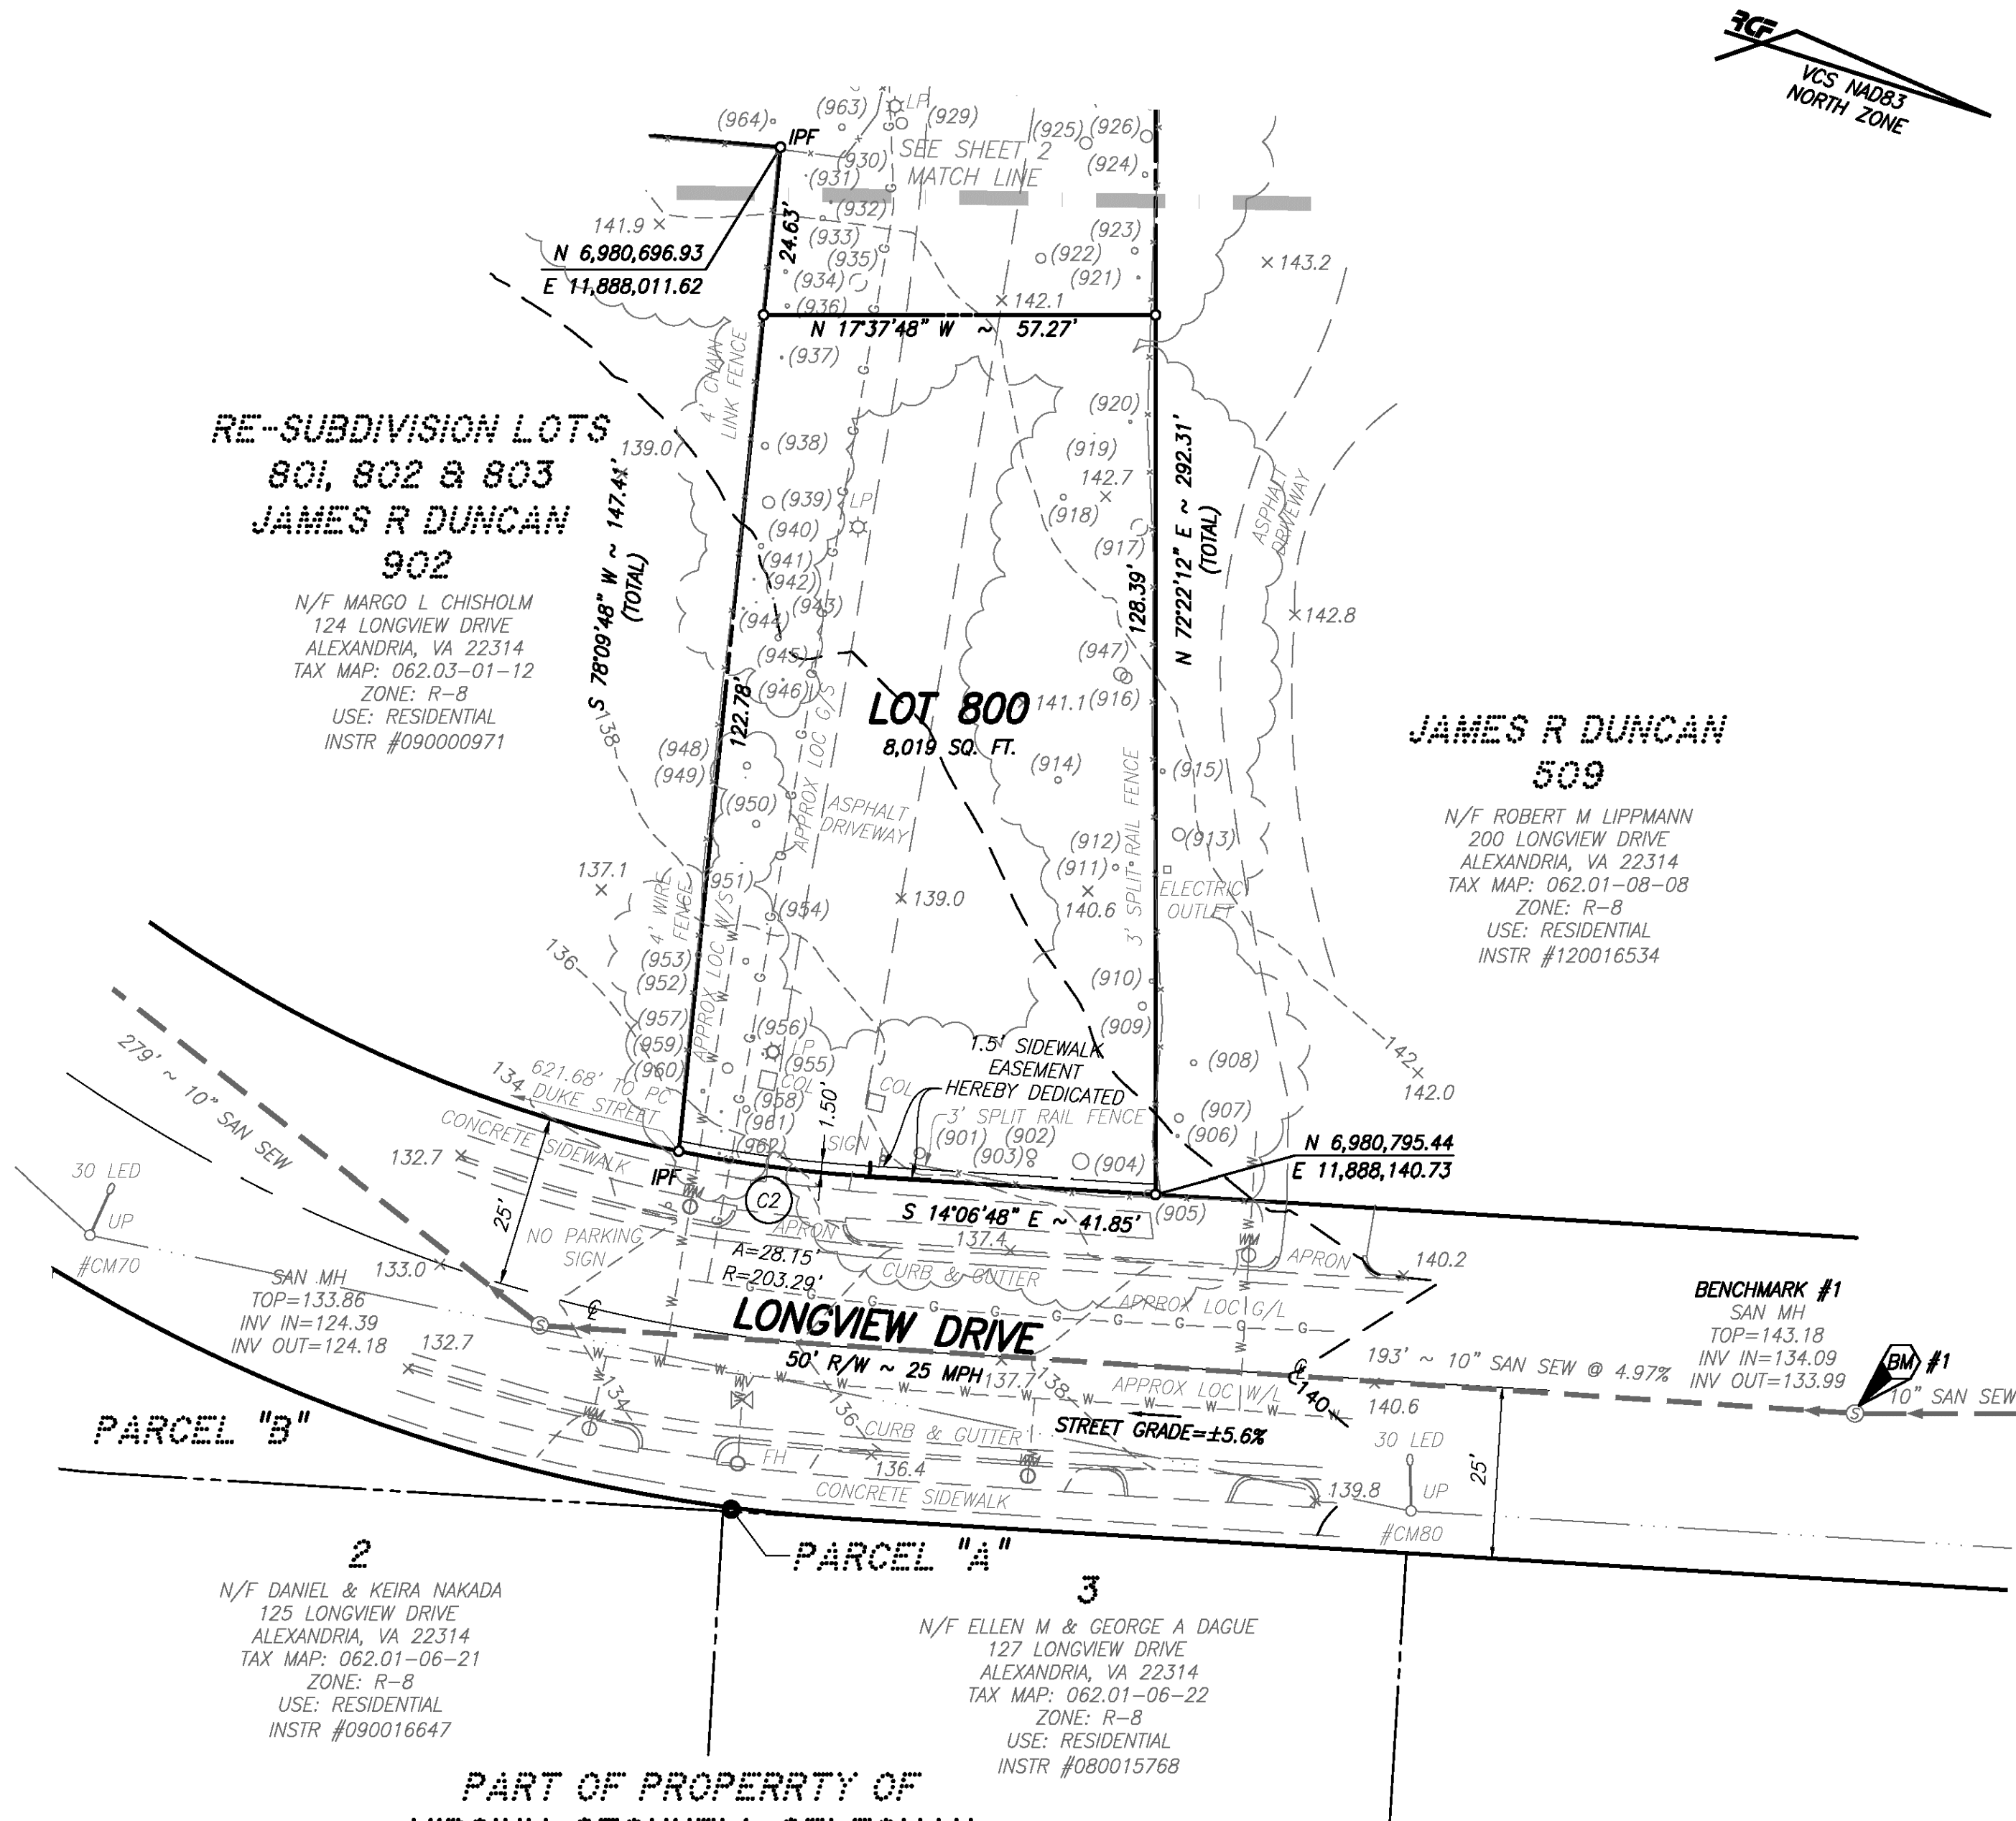 RCF
VCS NAD83
NORTH ZONE
(964)
(963)
LP
(929)
IPF
(930)
(931)
SEE SHEET 2
MATCH LINE
(925)
(926)
(924)
141.9
24.63'
(932)
(933)
(935)
(934)
(936)
(923)
(922)
(921)
143.2
N 6,980,696.93
E 11,888,011.62
142.1
N 17°37'48" W ~ 57.27'
4' CHAIN
LINK FENCE
(937)
RE-SUBDIVISION LOTS
801, 802 & 803
JAMES R DUNCAN
902
N/F MARGO L CHISHOLM
124 LONGVIEW DRIVE
ALEXANDRIA, VA 22314
TAX MAP: 062.03-01-12
ZONE: R-8
USE: RESIDENTIAL
INSTR #090000971
139.0
S 78°09'48" W ~ 147.41'
(TOTAL)
122.78'
(938)
(939)
LP
(940)
(941)
(942)
(943)
(944)
(945)
(946)
(920)
(919)
142.7
(918)
(917)
128.39'
N 72°22'12" E ~ 292.31'
(TOTAL)
ASPHALT
DRIVEWAY
142.8
(947)
(916)
141.1
LOT 800
8,019 SQ. FT.
138
(948)
(949)
(950)
APPROX LOC G/S
ASPHALT
DRIVEWAY
(914)
(915)
3' SPLIT RAIL FENCE
JAMES R DUNCAN
509
N/F ROBERT M LIPPMANN
200 LONGVIEW DRIVE
ALEXANDRIA, VA 22314
TAX MAP: 062.01-08-08
ZONE: R-8
USE: RESIDENTIAL
INSTR #120016534
(912)
(913)
(911)
140.6
ELECTRIC
OUTLET
137.1
4' WIRE
FENCE
(951)
(954)
139.0
136
(953)
(952)
APPROX LOC W/S
(910)
(909)
(957)
(959)
(960)
(956)
LP
(955)
COL
COL
(958)
(961)
(962)
1.50'
1.5' SIDEWALK
EASEMENT
HEREBY DEDICATED
3' SPLIT RAIL FENCE
(908)
142
142.0
(907)
(906)
SIGN
(901)
(902)
(903)
(904)
N 6,980,795.44
E 11,888,140.73
279' ~ 10" SAN SEW
134
621.68' TO PC
DUKE STREET
CONCRETE SIDEWALK
132.7
IPF
WM
C2
APRON
S 14°06'48" E ~ 41.85'
(905)
137.4
30 LED
UP
#CM70
25'
NO PARKING
SIGN
A=28.15'
R=203.29'
CURB & GUTTER
WM
APRON
140.2
SAN MH
TOP=133.86
INV IN=124.39
INV OUT=124.18
133.0
APPROX LOC G/L
BENCHMARK #1
SAN MH
TOP=143.18
INV IN=134.09
INV OUT=133.99
BM #1
10" SAN SEW
LONGVIEW DRIVE
50' R/W ~ 25 MPH
137.7
138
193' ~ 10" SAN SEW @ 4.97%
132.7
134
WV
136
APPROX LOC W/L
140
140.6
STREET GRADE=±5.6%
WM
CURB & GUTTER
FH
136.4
WM
CONCRETE SIDEWALK
139.8
30 LED
UP
#CM80
25'
PARCEL "B"
PARCEL "A"
2
N/F DANIEL & KEIRA NAKADA
125 LONGVIEW DRIVE
ALEXANDRIA, VA 22314
TAX MAP: 062.01-06-21
ZONE: R-8
USE: RESIDENTIAL
INSTR #090016647
3
N/F ELLEN M & GEORGE A DAGUE
127 LONGVIEW DRIVE
ALEXANDRIA, VA 22314
TAX MAP: 062.01-06-22
ZONE: R-8
USE: RESIDENTIAL
INSTR #080015768
PART OF PROPERRTY OF